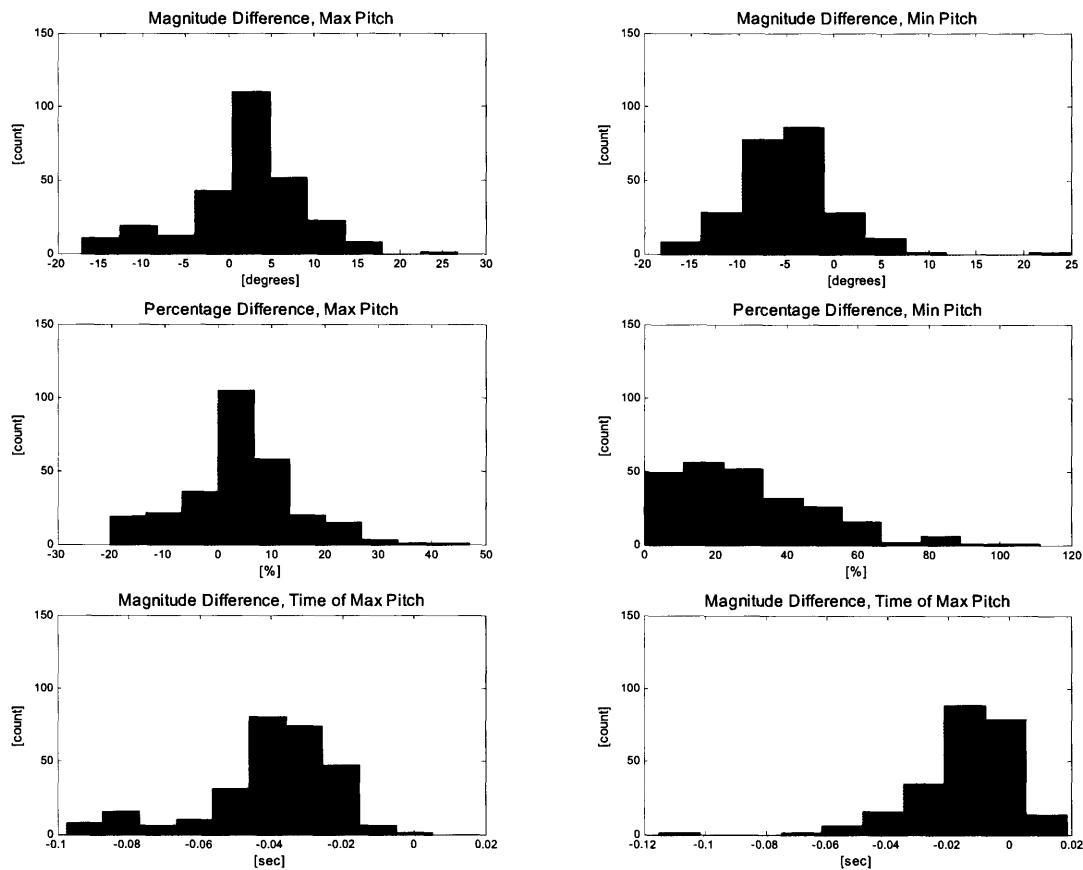 Magnitude Difference, Max Pitch
150
100
50
0
[count]
-20 -15 -10 -5 0 5 10 15 20 25 30
[degrees]
Magnitude Difference, Min Pitch
150
100
50
0
[count]
-20 -15 -10 -5 0 5 10 15 20 25
[degrees]
Percentage Difference, Max Pitch
150
100
50
0
[count]
-30 -20 -10 0 10 20 30 40 50
[%]
Percentage Difference, Min Pitch
150
100
50
0
[count]
0 20 40 60 80 100 120
[%]
Magnitude Difference, Time of Max Pitch
150
100
50
0
[count]
-0.1 -0.08 -0.06 -0.04 -0.02 0 0.02
[sec]
Magnitude Difference, Time of Max Pitch
150
100
50
0
[count]
-0.12 -0.1 -0.08 -0.06 -0.04 -0.02 0 0.02
[sec]